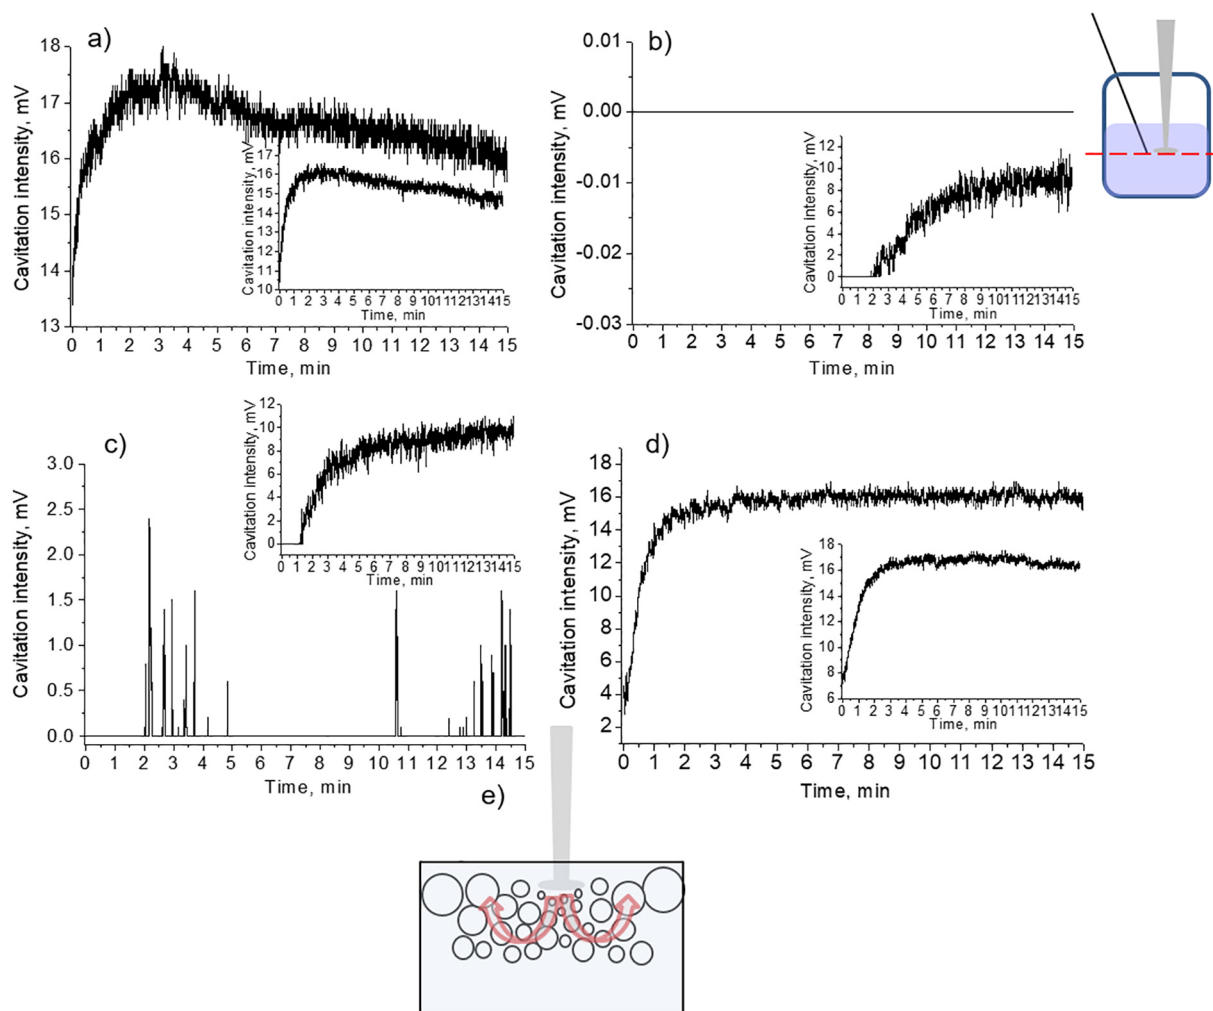 a)
Cavitation intensity, mV
18
17
16
15
14
13
0 1 2 3 4 5 6 7 8 9 10 11 12 13 14 15
Time, min
Cavitation intensity, mV
17
16
15
14
13
12
11
10
0 1 2 3 4 5 6 7 8 9 10 11 12 13 14 15
Time, min
b)
Cavitation intensity, mV
0.01
0.00
-0.01
-0.02
-0.03
0 1 2 3 4 5 6 7 8 9 10 11 12 13 14 15
Time, min
Cavitation intensity, mV
12
10
8
6
4
2
0
0 1 2 3 4 5 6 7 8 9 10 11 12 13 14 15
Time, min
c)
Cavitation intensity, mV
3.0
2.5
2.0
1.5
1.0
0.5
0.0
0 1 2 3 4 5 6 7 8 9 10 11 12 13 14 15
Time, min
Cavitation intensity, mV
12
10
8
6
4
2
0
0 1 2 3 4 5 6 7 8 9 10 11 12 13 14 15
Time, min
d)
Cavitation intensity, mV
18
16
14
12
10
8
6
4
2
0 1 2 3 4 5 6 7 8 9 10 11 12 13 14 15
Time, min
Cavitation intensity, mV
18
16
14
12
10
8
6
0 1 2 3 4 5 6 7 8 9 10 11 12 13 14 15
Time, min
e)